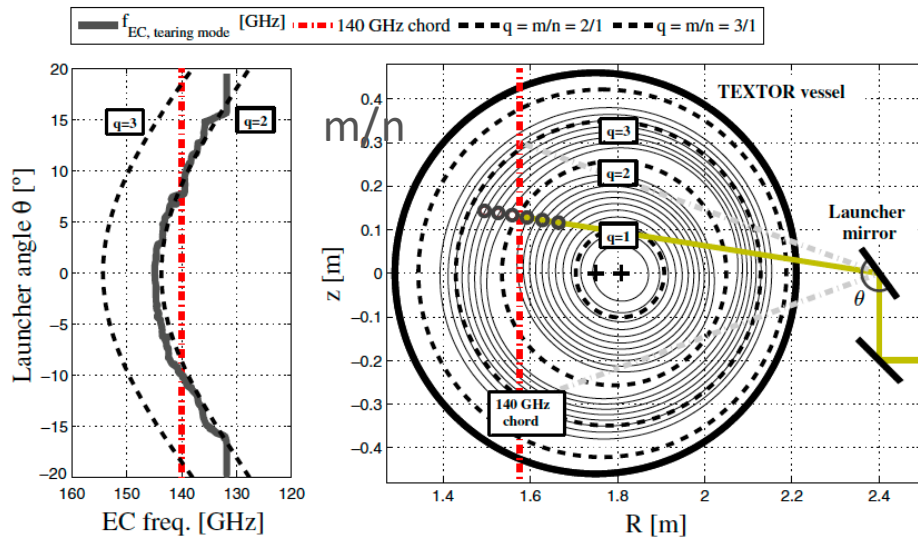 f EC, tearing mode [GHz] 140 GHz chord q = m/n = 2/1 q = m/n = 3/1
20
15
10
5
0
−5
−10
−15
−20
Launcher angle θ [°]
q=3
q=2
160 140 120
EC freq. [GHz]
m/n
0.4
0.3
0.2
0.1
0
−0.1
−0.2
−0.3
−0.4
z [m]
TEXTOR vessel
q=3
q=2
q=1
Launcher
mirror
θ
140 GHz
chord
1.4 1.6 1.8 2 2.2 2.4
R [m]